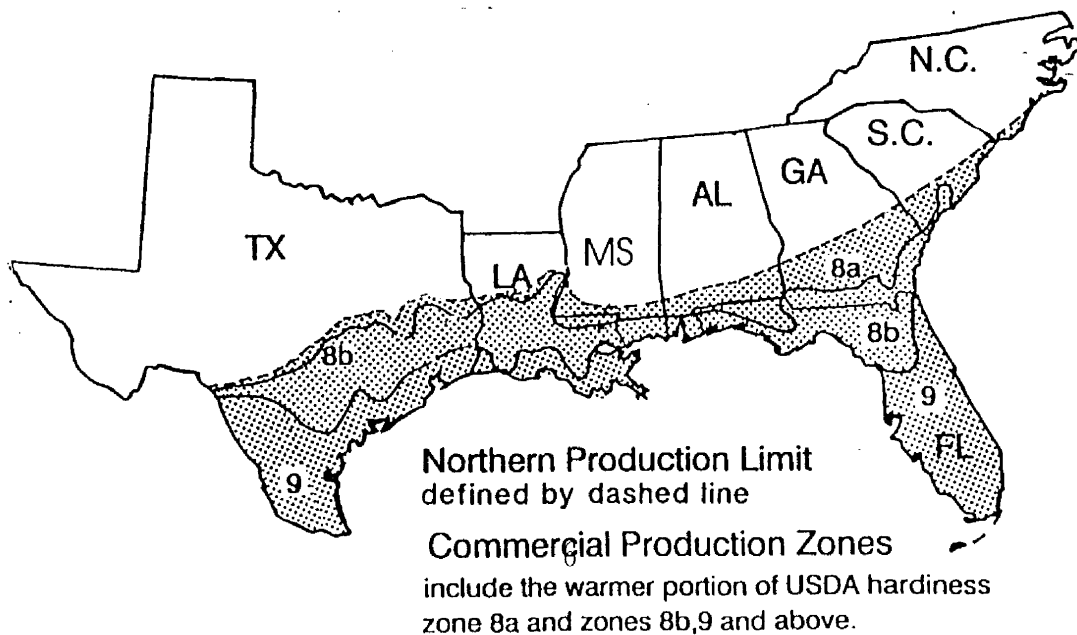 N.C.
S.C.
GA
AL
MS
TX
LA
8a
8b
8b
9
FL
9
Northern Production Limit
defined by dashed line
Commercial Production Zones
include the warmer portion of USDA hardiness
zone 8a and zones 8b,9 and above.